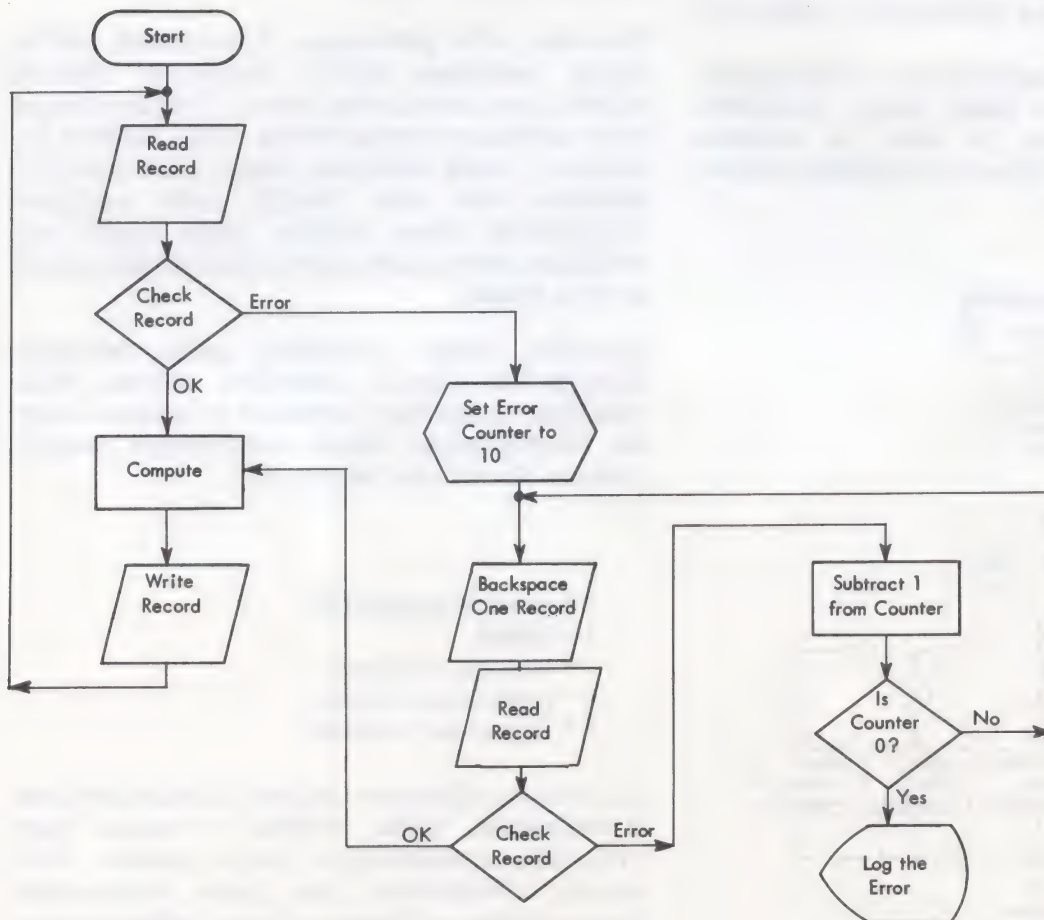 Start
Read
Record
Check
Record
Error
OK
Set Error
Counter to
10
Compute
Write
Record
Backspace
One Record
Read
Record
Check
Record
OK
Error
Subtract 1
from Counter
Is
Counter
0?
No
Yes
Log the
Error